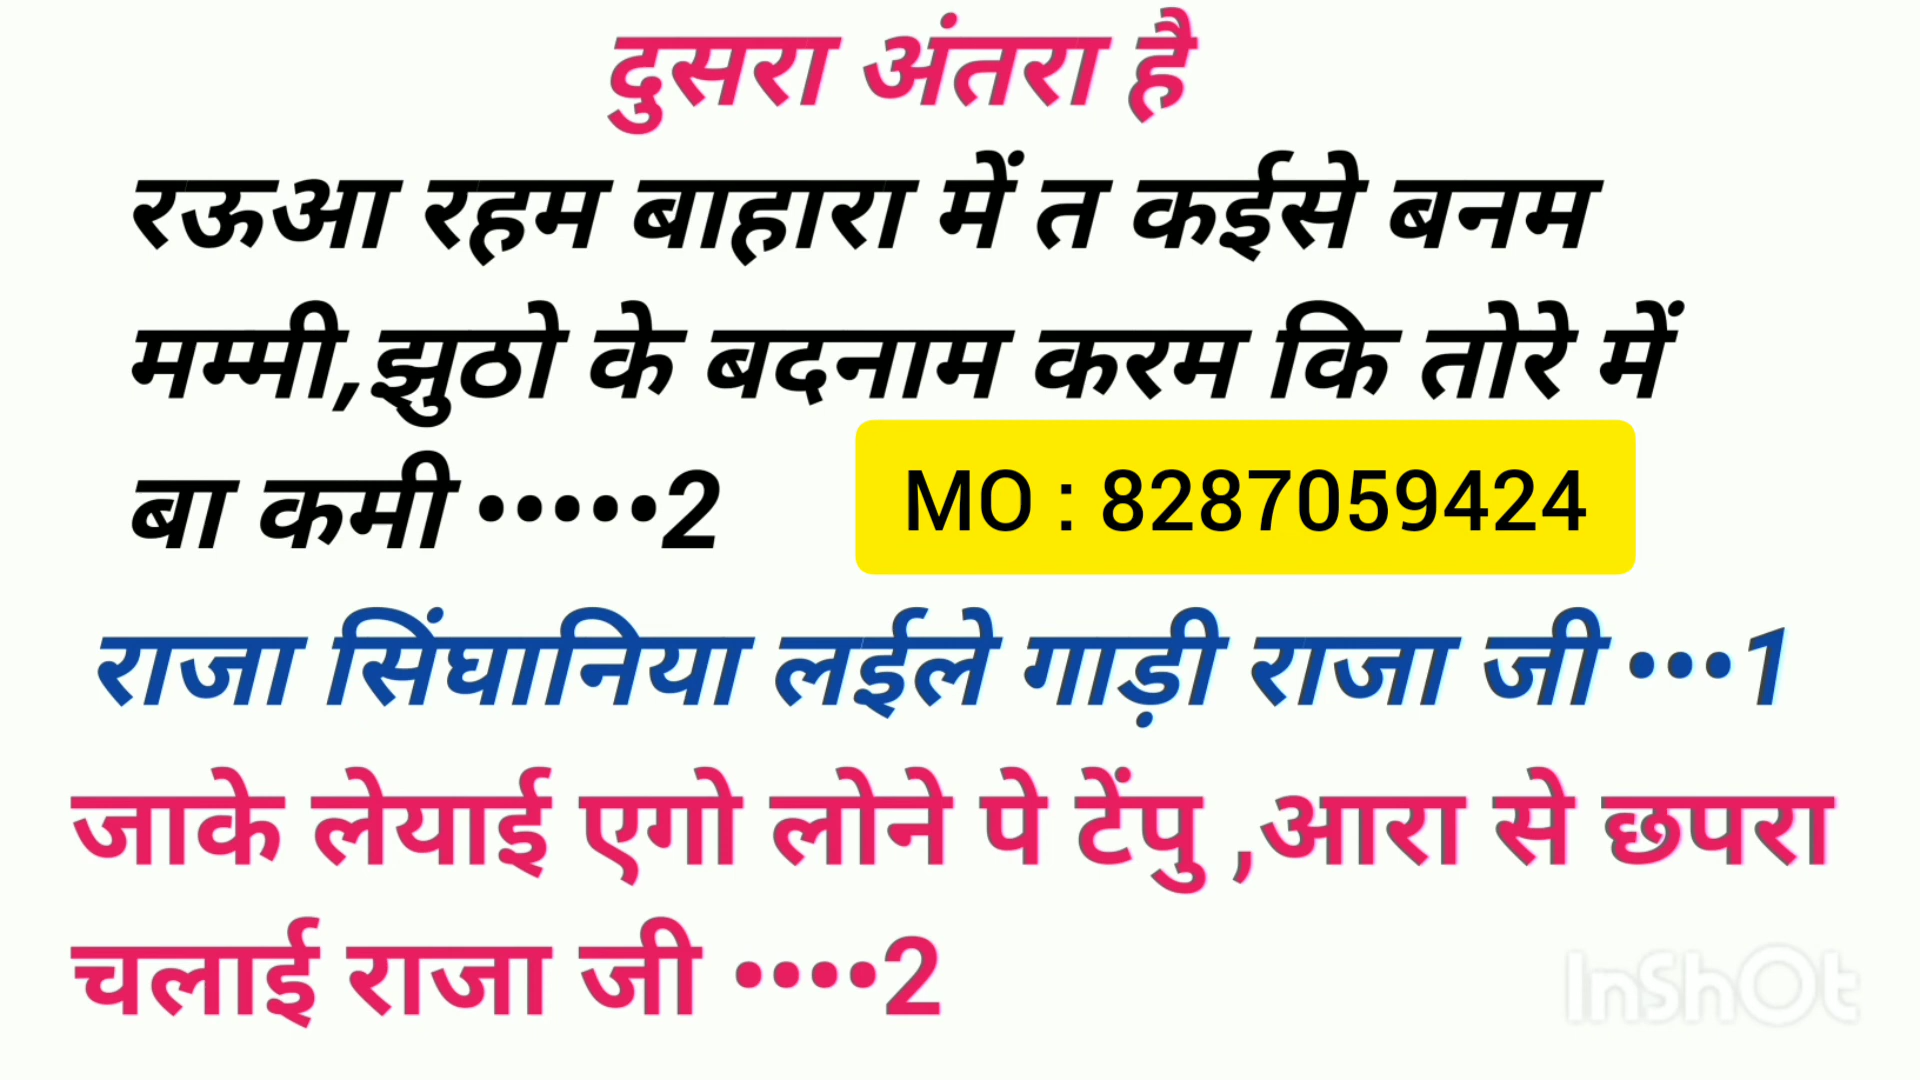 दुसरा अंतरा है
रऊआ रहम बाहारा में त कईसे बनम
मम्मी,झुठो के बदनाम करम कि तोरे में
बा कमी •••••2
MO : 8287059424
राजा सिंघानिया लईले गाड़ी राजा जी •••1
जाके लेयाई एगो लोने पे टेंपु ,आरा से छपरा
चलाई राजा जी ••••2
InShOt